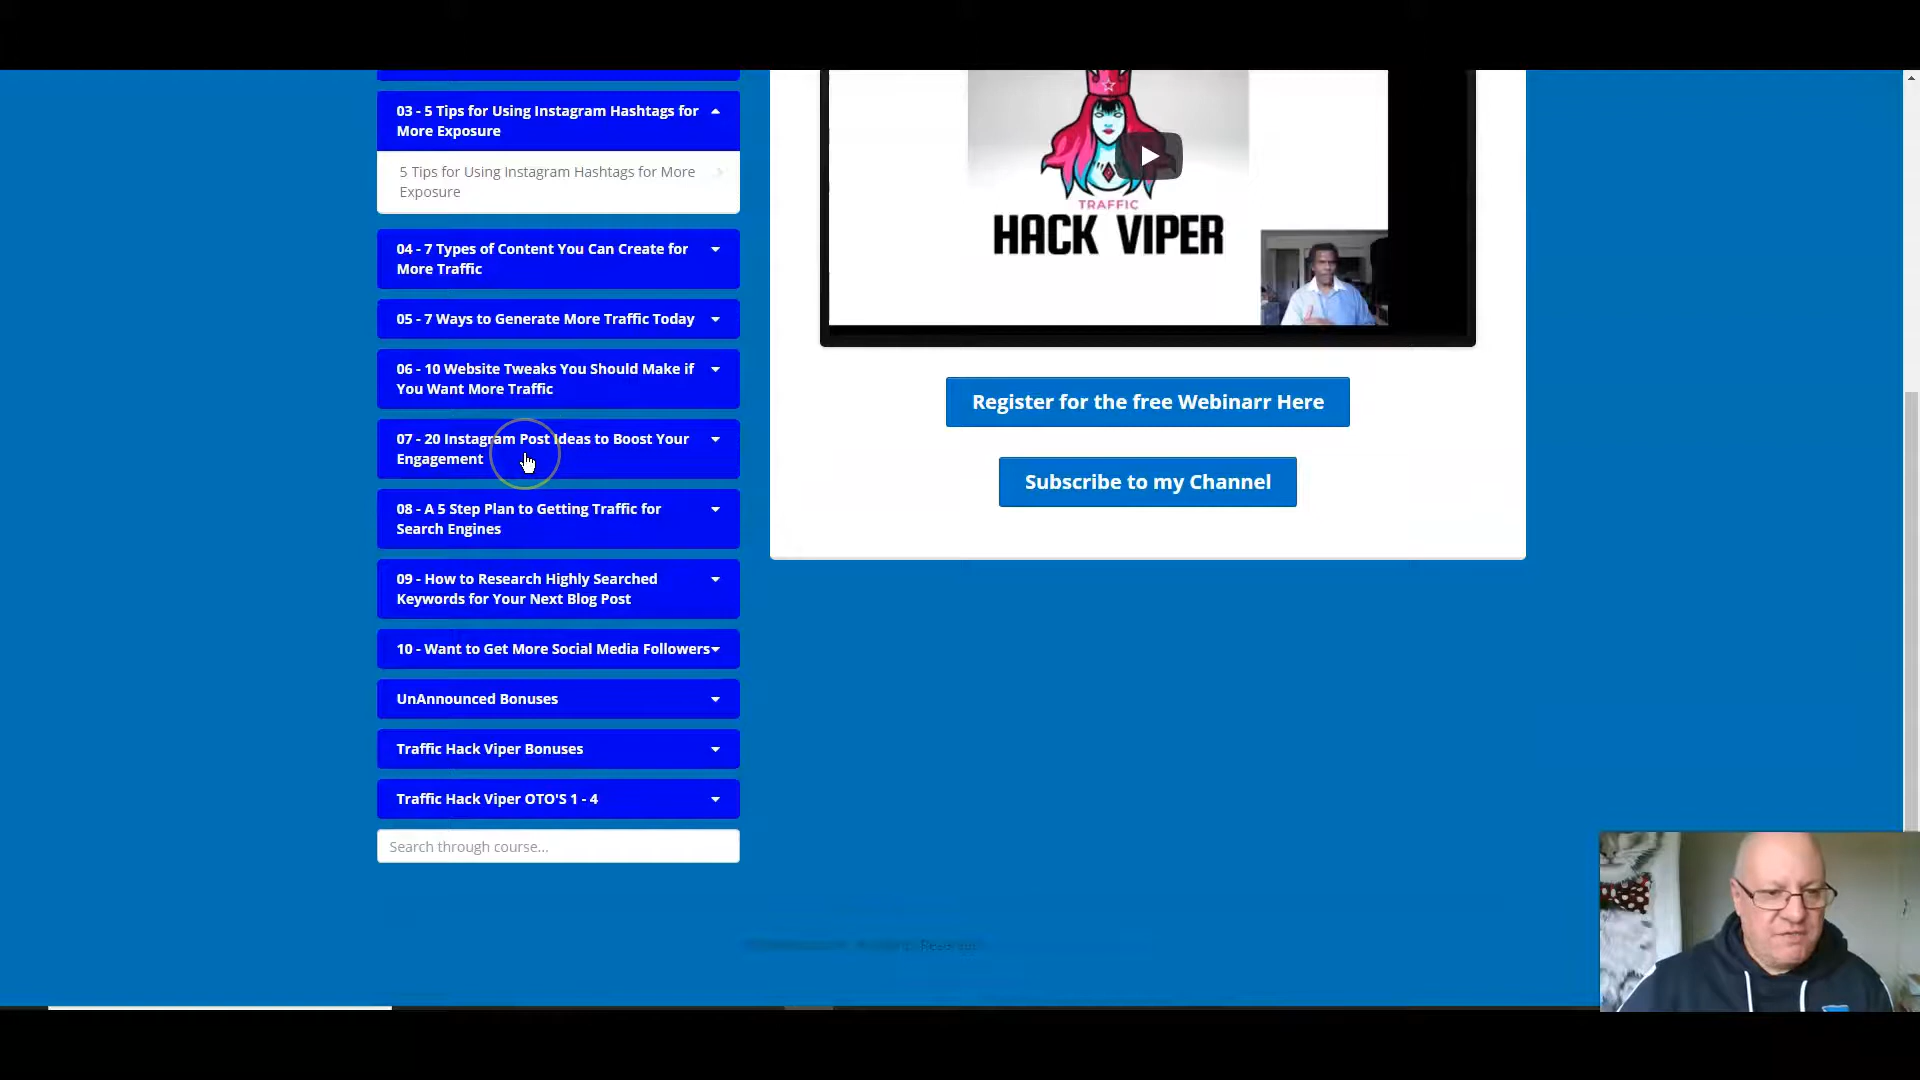 03 - 5 Tips for Using Instagram Hashtags for
More Exposure
5 Tips for Using Instagram Hashtags for More
Exposure
04 - 7 Types of Content You Can Create for
More Traffic
05 - 7 Ways to Generate More Traffic Today
06 - 10 Website Tweaks You Should Make if
You Want More Traffic
07 - 20 Instagram Post Ideas to Boost Your
Engagement
08 - A 5 Step Plan to Getting Traffic for
Search Engines
09 - How to Research Highly Searched
Keywords for Your Next Blog Post
10 - Want to Get More Social Media Followers
UnAnnounced Bonuses
Traffic Hack Viper Bonuses
Traffic Hack Viper OTO'S 1 - 4
Search through course...
TRAFFIC
HACK VIPER
Register for the free Webinarr Here
Subscribe to my Channel